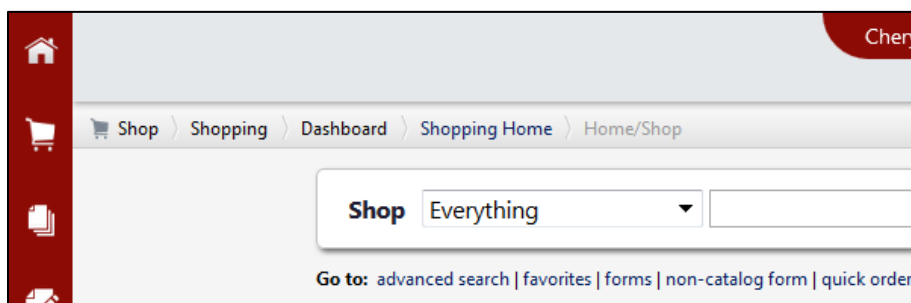 Chery
Shop Shopping Dashboard Shopping Home Home/Shop
Shop Everything
Go to: advanced search | favorites | forms | non-catalog form | quick order